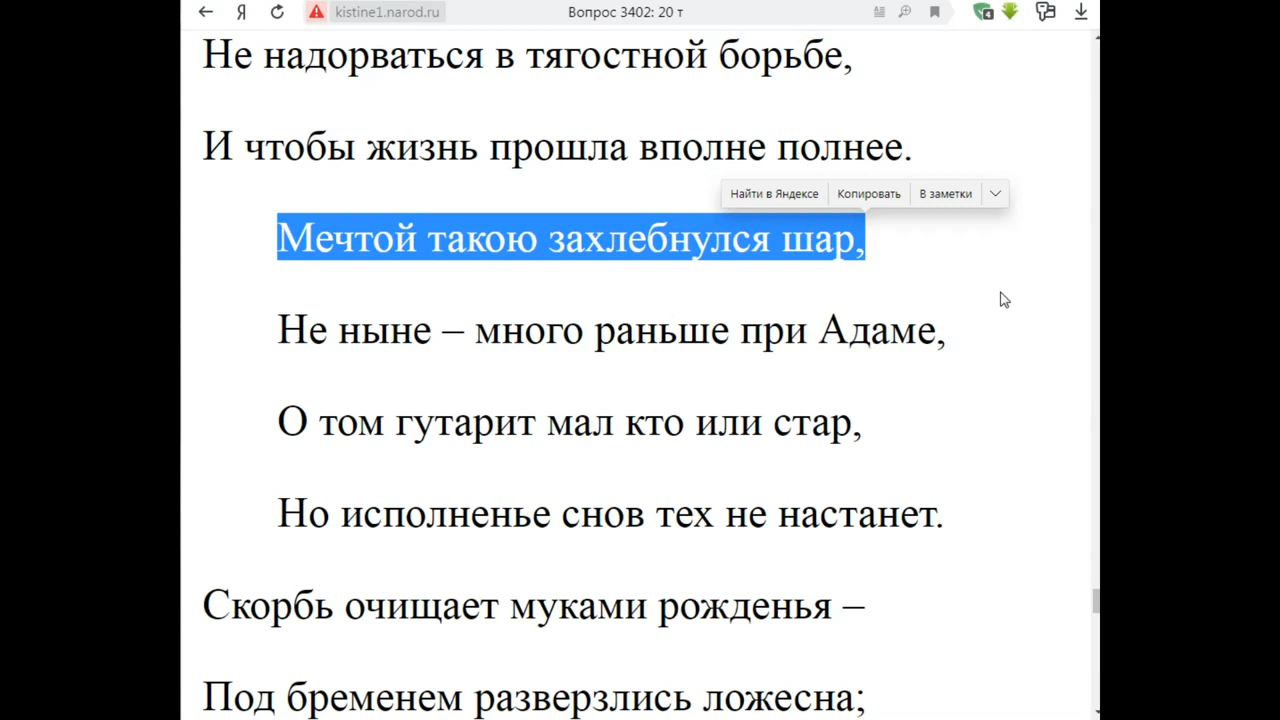 Я kistine1.narod.ru Вопрос 3402: 20 т 4
Не надорваться в тягостной борьбе,
И чтобы жизнь прошла вполне полнее.
Найти в Яндексе Копировать В заметки
Мечтой такою захлебнулся шар,
Не ныне – много раньше при Адаме,
О том гутарит мал кто или стар,
Но исполненье снов тех не настанет.
Скорбь очищает муками рожденья –
Под бременем разверзлись ложесна;